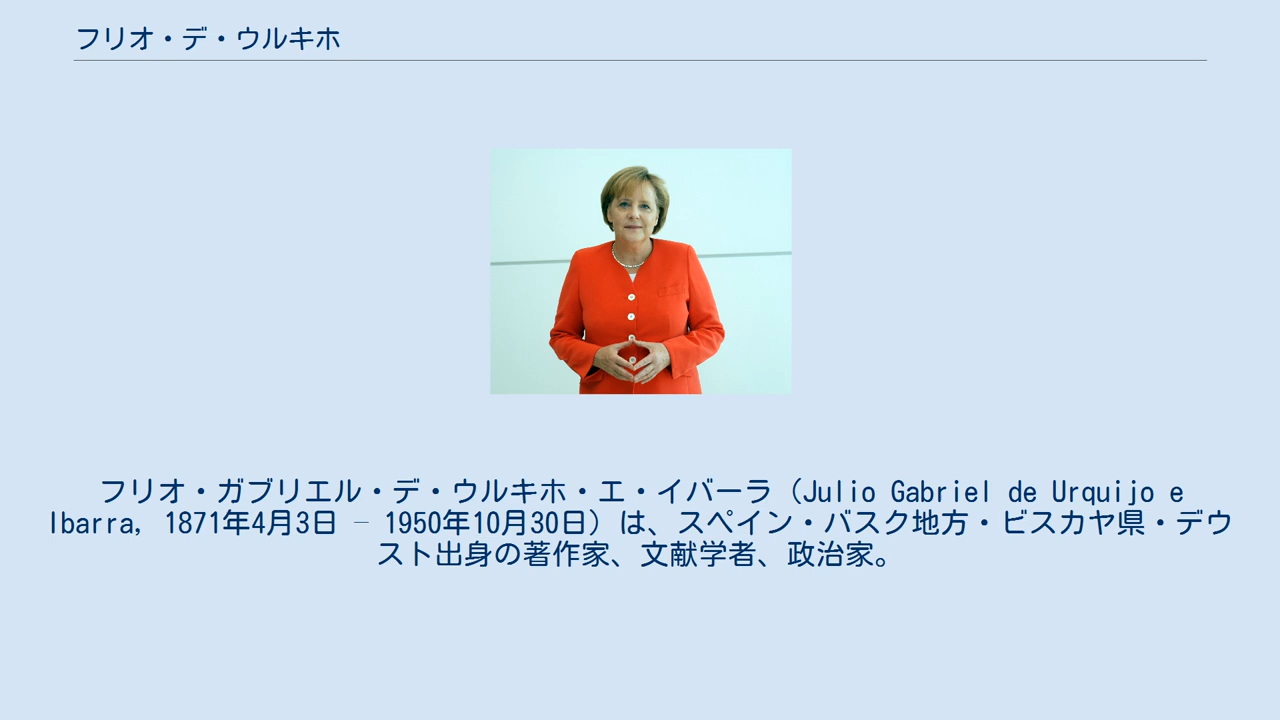 フリオ・デ・ウルキホ
フリオ・ガブリエル・デ・ウルキホ・エ・イバーラ（Julio Gabriel de Urquijo e
Ibarra, 1871年4月3日 – 1950年10月30日）は、スペイン・バスク地方・ビスカヤ県・デウ
スト出身の著作家、文献学者、政治家。